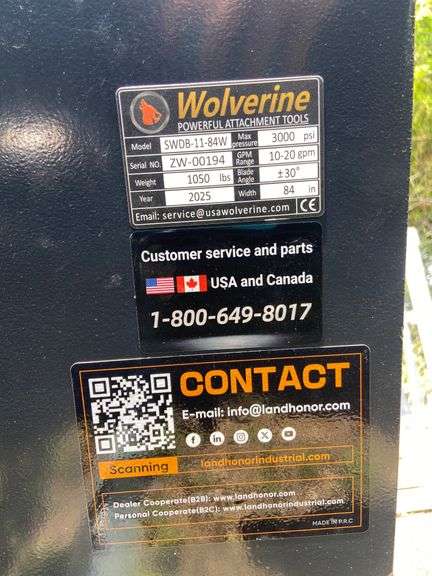 Wolverine
POWERFUL ATTACHMENT TOOLS
Model SWDB-11-84W Max pressure 3000 psi
Serial NO. ZW-00194 GPM Range 10-20 gpm
Weight 1050 lbs Blade Angle ±30°
Year 2025 Width 84 in
Email: service@usawolverine.com CE
Customer service and parts
USA and Canada
1-800-649-8017
CONTACT
E-mail: info@landhonor.com
Scanning landhonorindustrial.com
Dealer Cooperate(B2B): www.landhonor.com
Personal Cooperate(B2C): www.landhonorindustrial.com
MADE IN P.R.C